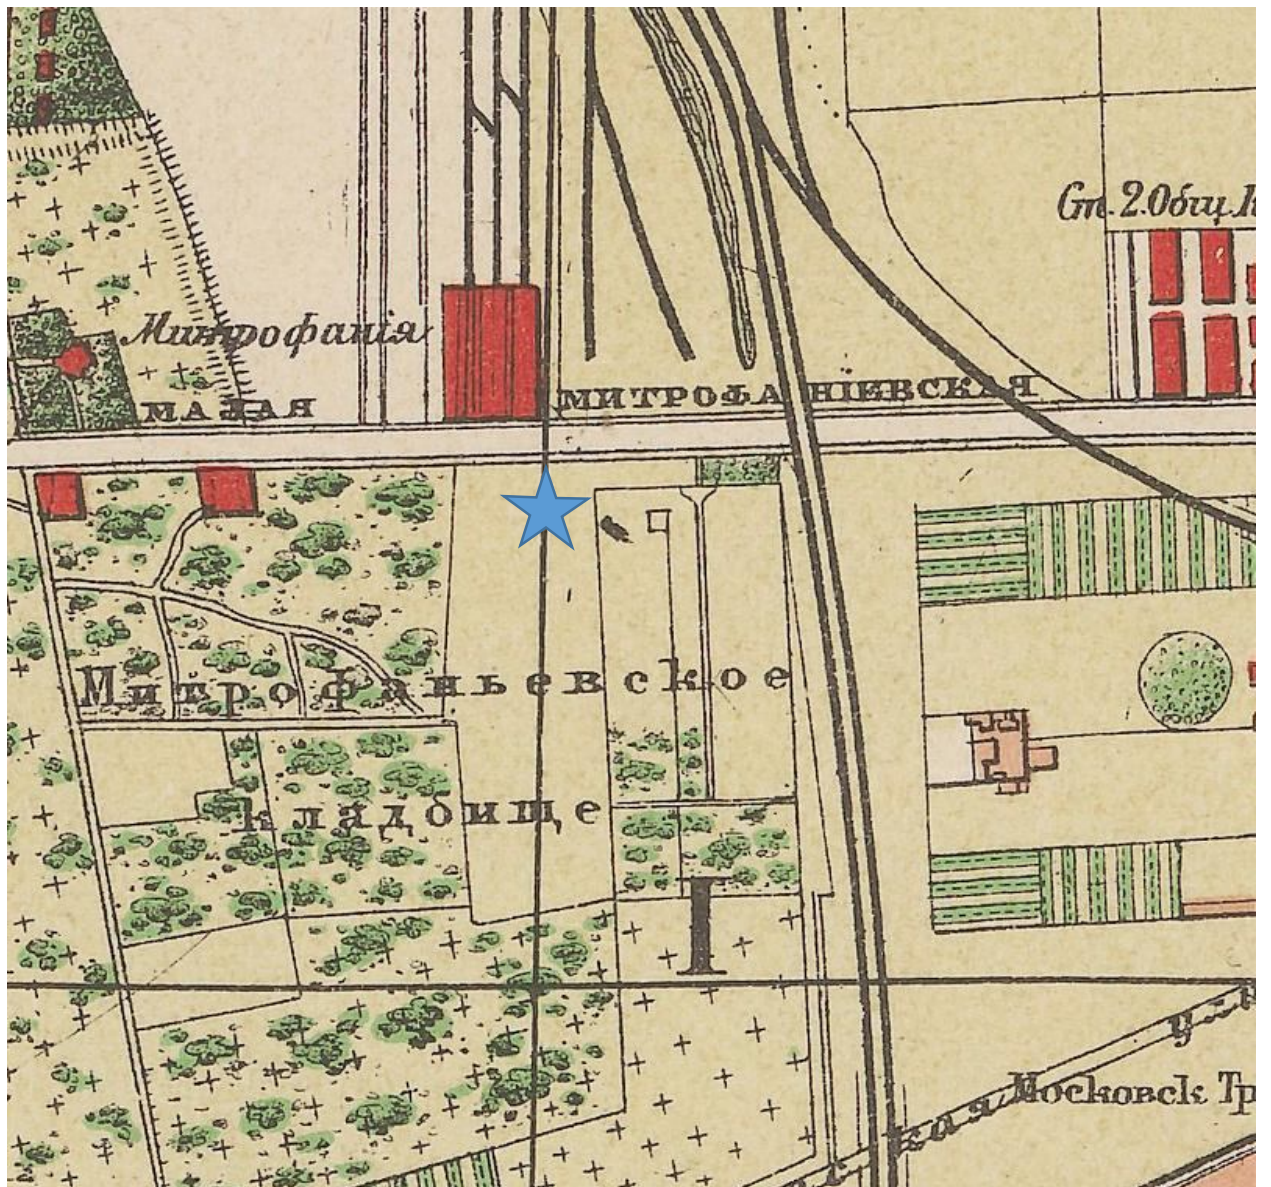 Ст. 2. Общ.
Митрофанія
МАЛАЯ МИТРОФАНІЕВСКАЯ
Митрофаньевское
кладбище
I
Московск Тр